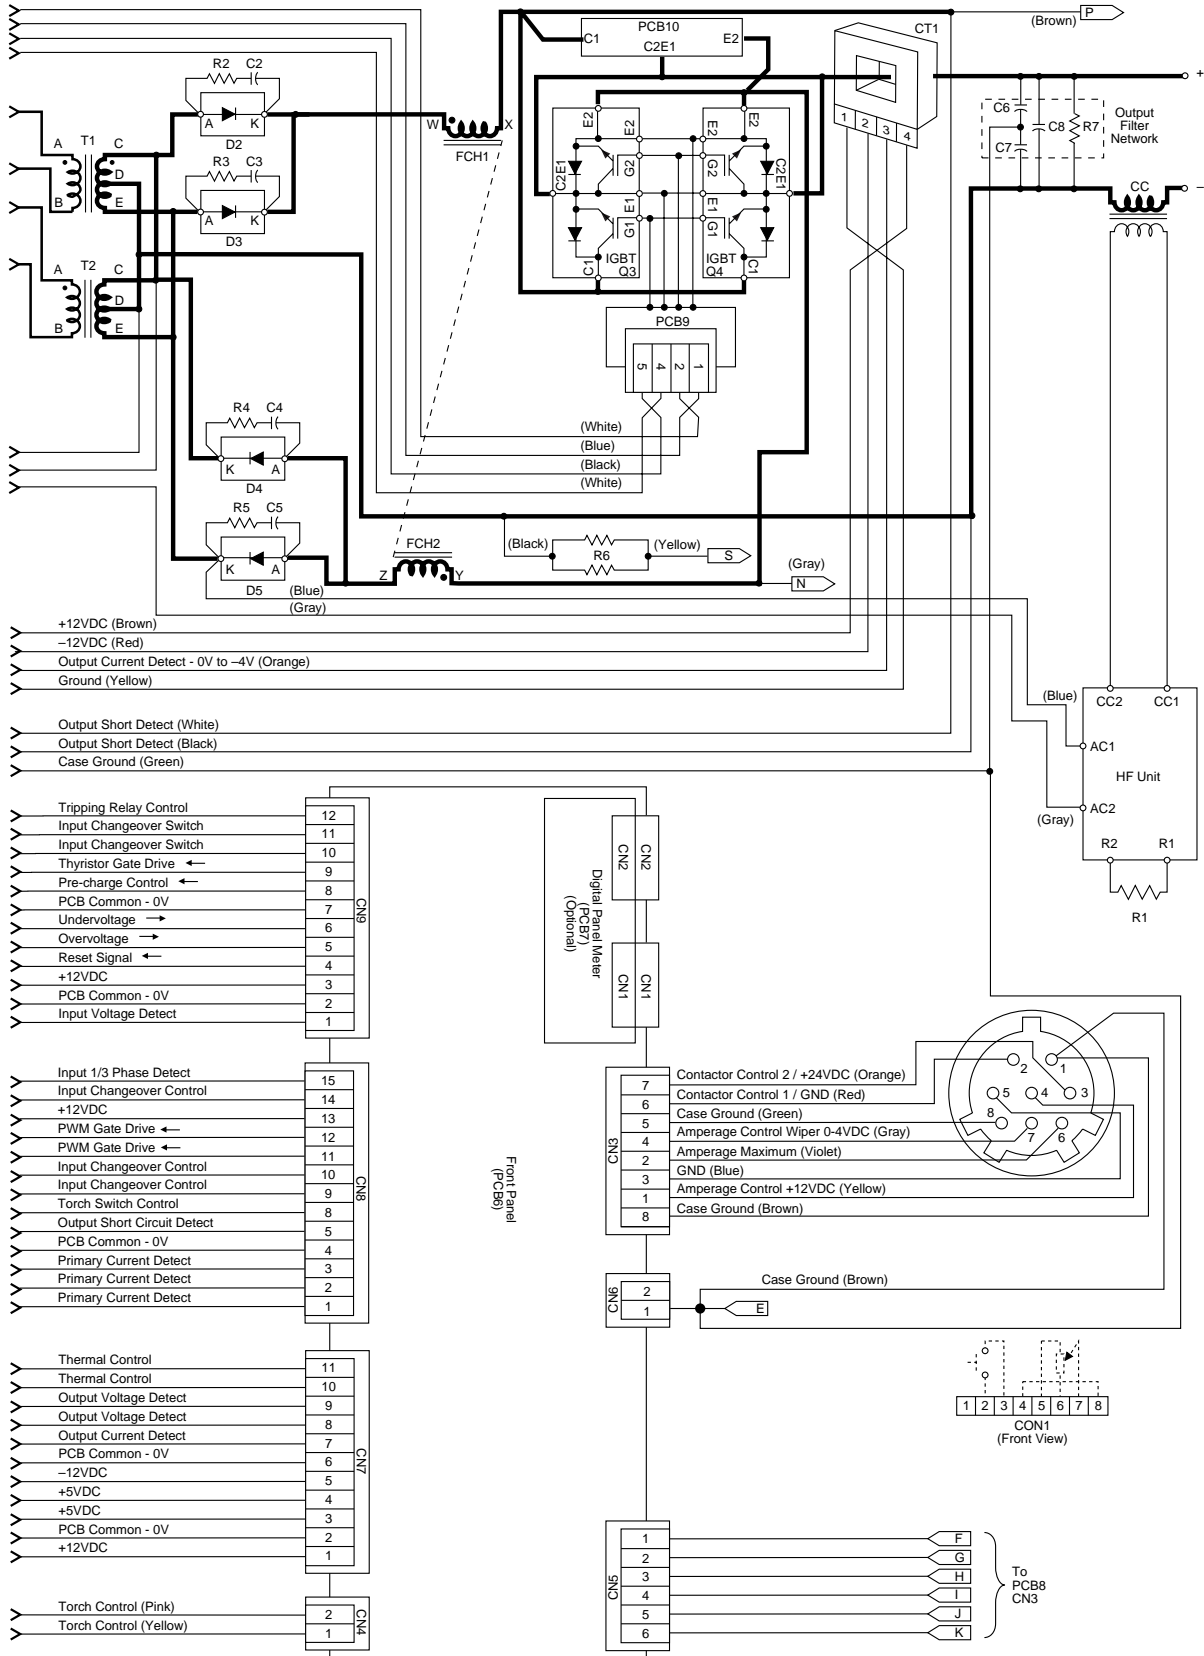 P
(Brown)
PCB10
C1
E2
C2E1
CT1
+
R2 C2
A K
D2
R3 C3
A K
D3
W X
FCH1
1 2 3 4
C6
C7
C8
R7
Output
Filter
Network
A T1 C
D
B E
A T2 C
D
B E
E2 E2 E2 E2
C2E1 G2 G2 C2E1
E1 E1
G1 G1
C1 IGBT
Q3
IGBT
Q4 C1
CC
–
PCB9
5 4 2 1
(White)
(Blue)
(Black)
(White)
R4 C4
K A
D4
R5 C5
K A
D5
FCH2
Z Y
(Black)
R6
(Yellow)
S
(Gray)
N
(Blue)
(Gray)
+12VDC (Brown)
–12VDC (Red)
Output Current Detect - 0V to –4V (Orange)
Ground (Yellow)
Output Short Detect (White)
Output Short Detect (Black)
Case Ground (Green)
(Blue)
CC2 CC1
AC1
HF Unit
AC2
(Gray)
R2 R1
R1
Tripping Relay Control 12
Input Changeover Switch 11
Input Changeover Switch 10
Thyristor Gate Drive ← 9
Pre-charge Control ← 8
PCB Common - 0V 7
Undervoltage → 6
Overvoltage → 5
Reset Signal ← 4
+12VDC 3
PCB Common - 0V 2
Input Voltage Detect 1
CN9
CN2 CN2
CN1 CN1
Digital Panel Meter
(PCB7)
(Optional)
Input 1/3 Phase Detect 15
Input Changeover Control 14
+12VDC 13
PWM Gate Drive ← 12
PWM Gate Drive ← 11
Input Changeover Control 10
Input Changeover Control 9
Torch Switch Control 8
Output Short Circuit Detect 5
PCB Common - 0V 4
Primary Current Detect 3
Primary Current Detect 2
Primary Current Detect 1
CN8
Front Panel
(PCB6)
CN3
7 Contactor Control 2 / +24VDC (Orange)
6 Contactor Control 1 / GND (Red)
5 Case Ground (Green)
4 Amperage Control Wiper 0-4VDC (Gray)
2 Amperage Maximum (Violet)
3 GND (Blue)
1 Amperage Control +12VDC (Yellow)
8 Case Ground (Brown)
2 1
5 4 3
8 7 6
CN6
2
1
Case Ground (Brown)
E
Thermal Control 11
Thermal Control 10
Output Voltage Detect 9
Output Voltage Detect 8
Output Current Detect 7
PCB Common - 0V 6
–12VDC 5
+5VDC 4
+5VDC 3
PCB Common - 0V 2
+12VDC 1
CN7
1 2 3 4 5 6 7 8
CON1
(Front View)
CN5
1 F
2 G
3 H
4 I
5 J
6 K
To
PCB8
CN3
Torch Control (Pink) 2
Torch Control (Yellow) 1
CN4